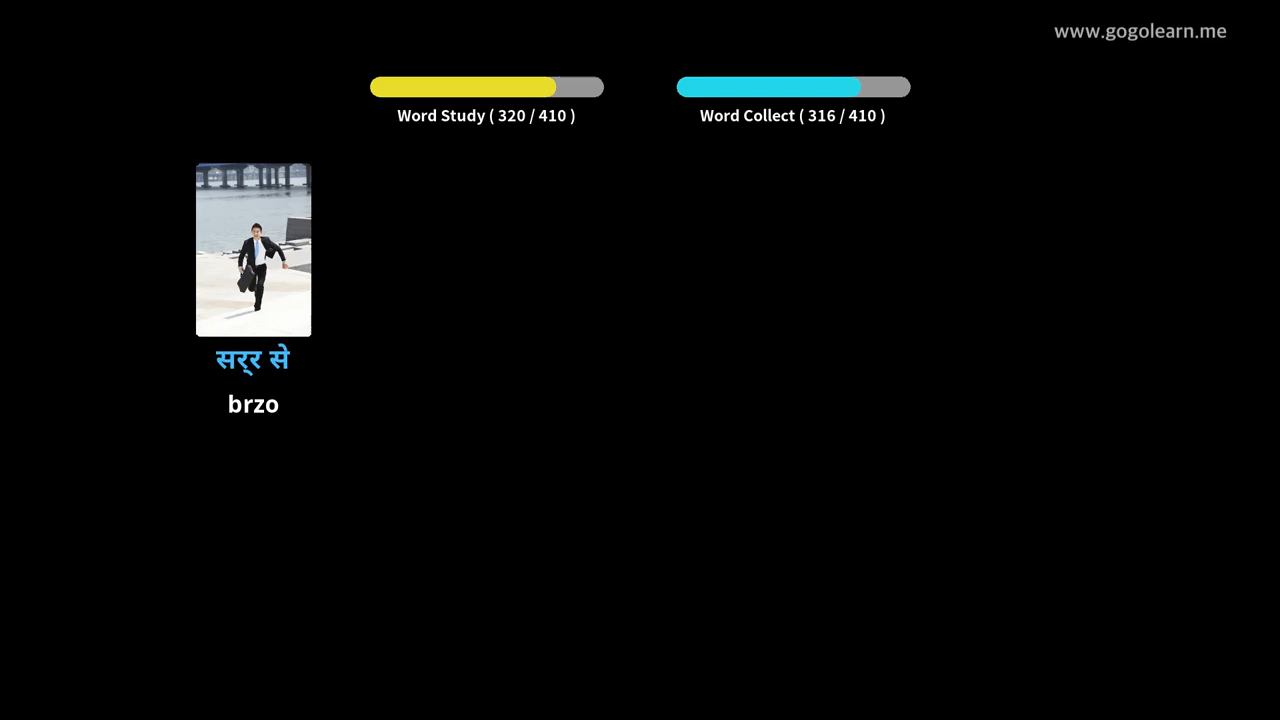 www.gogolearn.me
Word Study ( 320 / 410 )
Word Collect ( 316 / 410 )
सर्र से
brzo